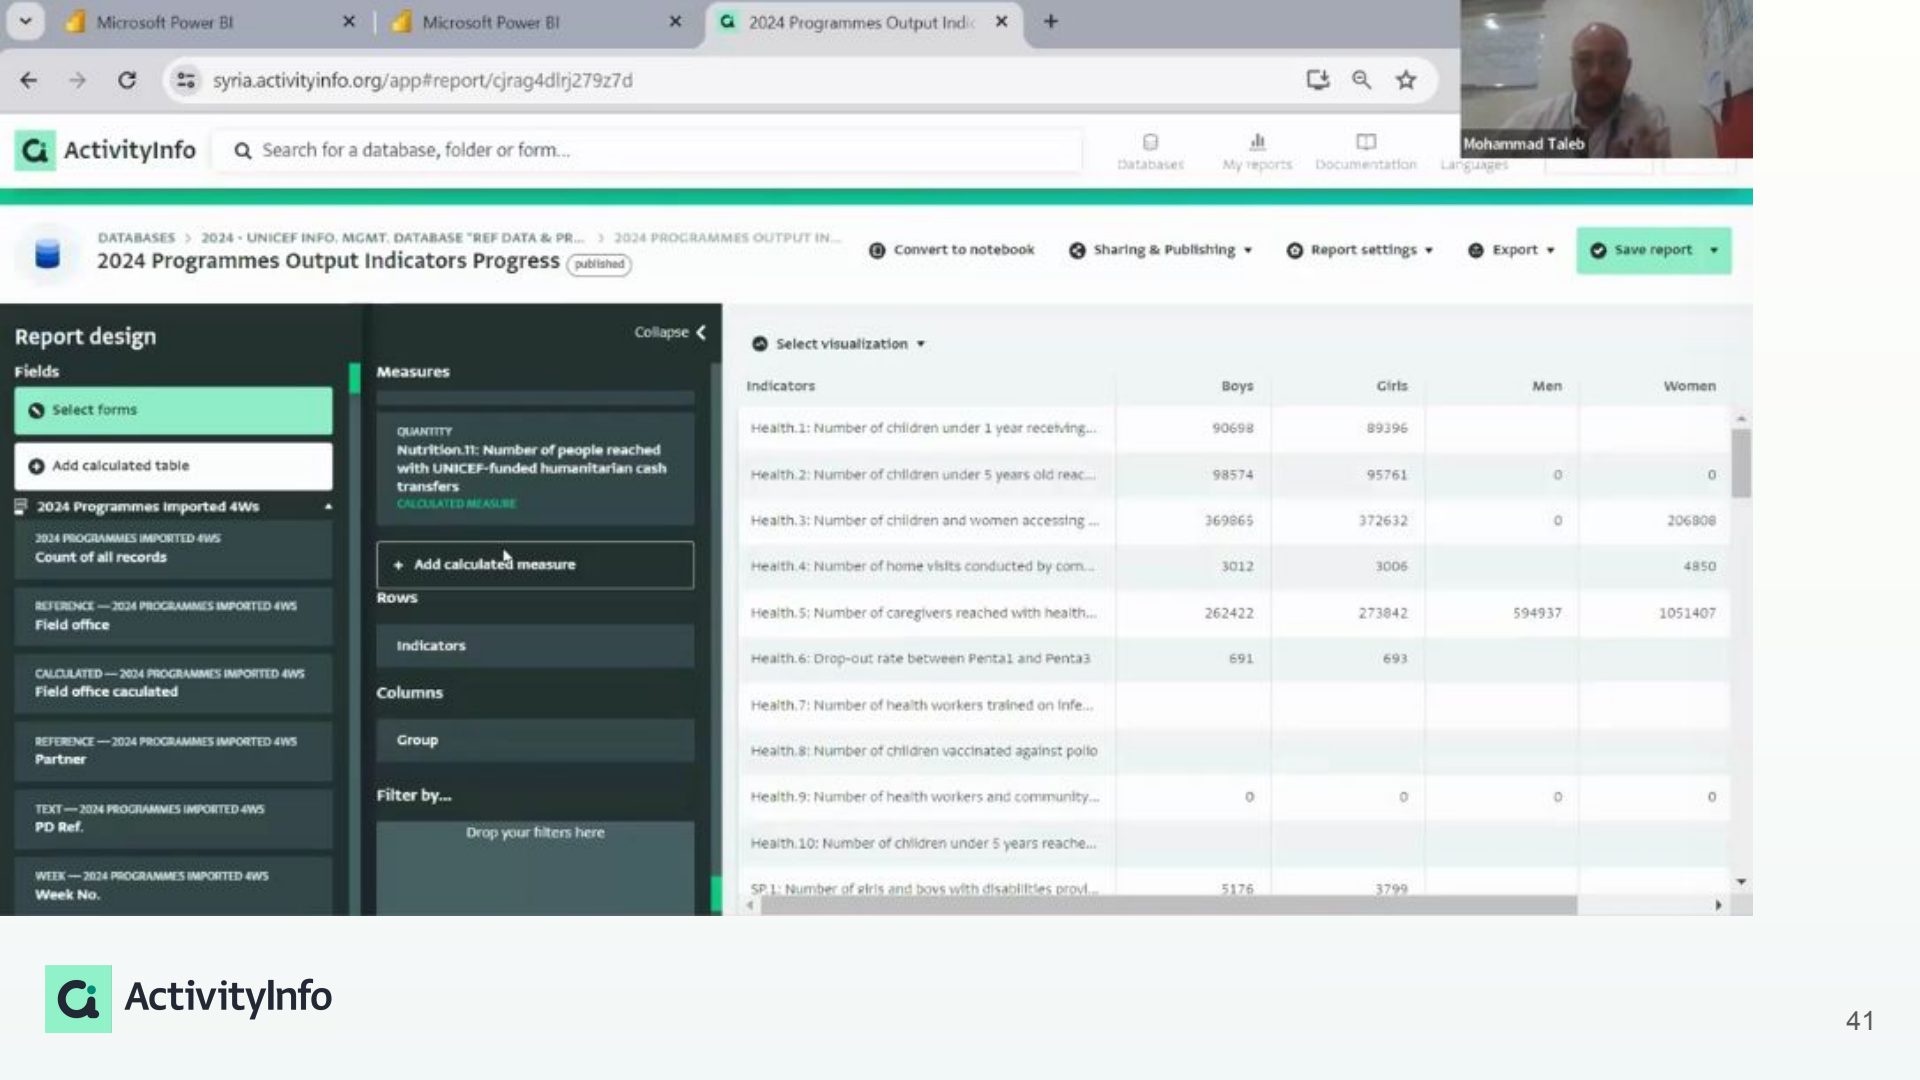 Microsoft Power BI
Microsoft Power BI
2024 Programmes Output Indic
syria.activityinfo.org/app#report/cjrag4dlrj279z7d
Mohammad Taleb
ActivityInfo
Search for a database, folder or form...
Databases
My reports
Documentation
Languages
DATABASES > 2024 - UNICEF INFO. MGMT. DATABASE "REF DATA & PR... > 2024 PROGRAMMES OUTPUT IN...
2024 Programmes Output Indicators Progress published
Convert to notebook
Sharing & Publishing
Report settings
Export
Save report
Report design
Collapse
Fields
Select forms
Add calculated table
2024 Programmes Imported 4Ws
2024 PROGRAMMES IMPORTED 4WS
Count of all records
REFERENCE — 2024 PROGRAMMES IMPORTED 4WS
Field office
CALCULATED — 2024 PROGRAMMES IMPORTED 4WS
Field office caculated
REFERENCE — 2024 PROGRAMMES IMPORTED 4WS
Partner
TEXT — 2024 PROGRAMMES IMPORTED 4WS
PD Ref.
WEEK — 2024 PROGRAMMES IMPORTED 4WS
Week No.
Measures
QUANTITY
Nutrition.11: Number of people reached
with UNICEF-funded humanitarian cash
transfers
CALCULATED MEASURE
+ Add calculated measure
Rows
Indicators
Columns
Group
Filter by...
Drop your filters here
Select visualization
Indicators Boys Girls Men Women
Health.1: Number of children under 1 year receiving... 90698 89396
Health.2: Number of children under 5 years old reac... 98574 95761 0 0
Health.3: Number of children and women accessing ... 369865 372632 0 206808
Health.4: Number of home visits conducted by com... 3012 3006 4850
Health.5: Number of caregivers reached with health... 262422 273842 594937 1051407
Health.6: Drop-out rate between Penta1 and Penta3 691 693
Health.7: Number of health workers trained on Infe...
Health.8: Number of children vaccinated against polio
Health.9: Number of health workers and community... 0 0 0 0
Health.10: Number of children under 5 years reache...
SP.1: Number of girls and boys with disabilities provi... 5176 3799
ActivityInfo
41